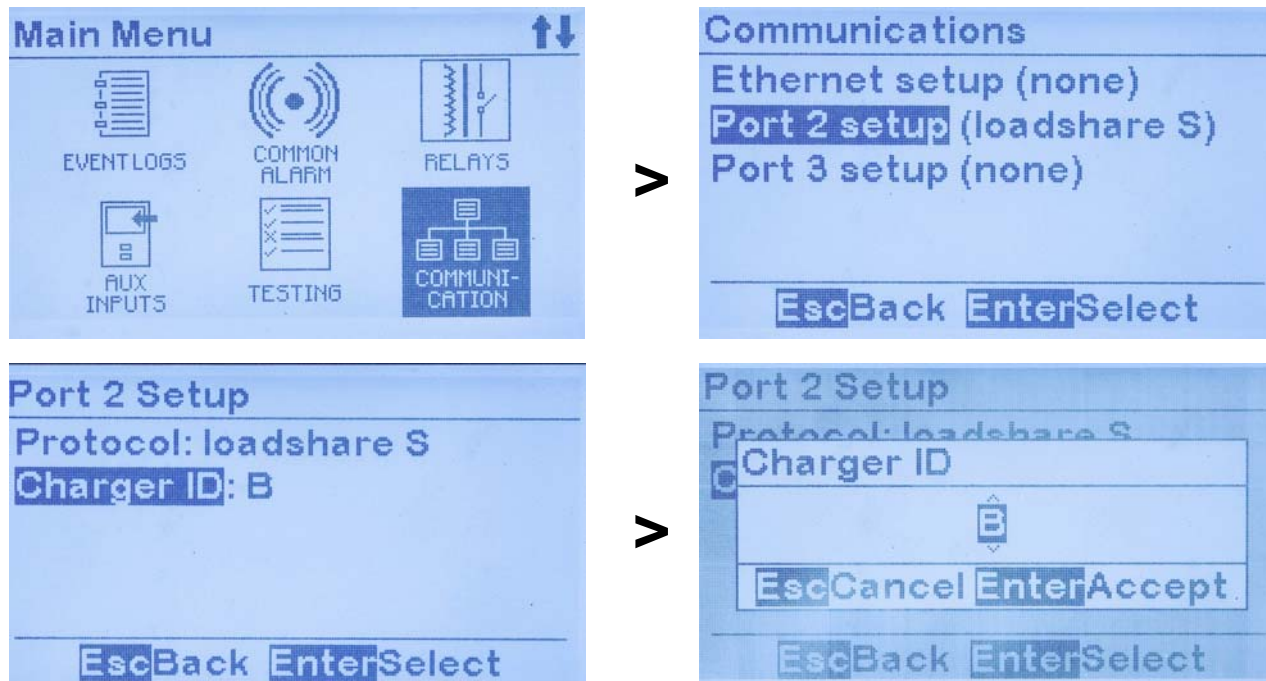 Main Menu
EVENT LOGS
COMMON
ALARM
RELAYS
AUX
INPUTS
TESTING
COMMUNI-
CATION
>
Communications
Ethernet setup (none)
Port 2 setup (loadshare S)
Port 3 setup (none)
EscBack EnterSelect
Port 2 Setup
Protocol: loadshare S
Charger ID: B
EscBack EnterSelect
>
Port 2 Setup
Protocol: loadshare S
C
Charger ID
B
EscCancel EnterAccept
EscBack EnterSelect